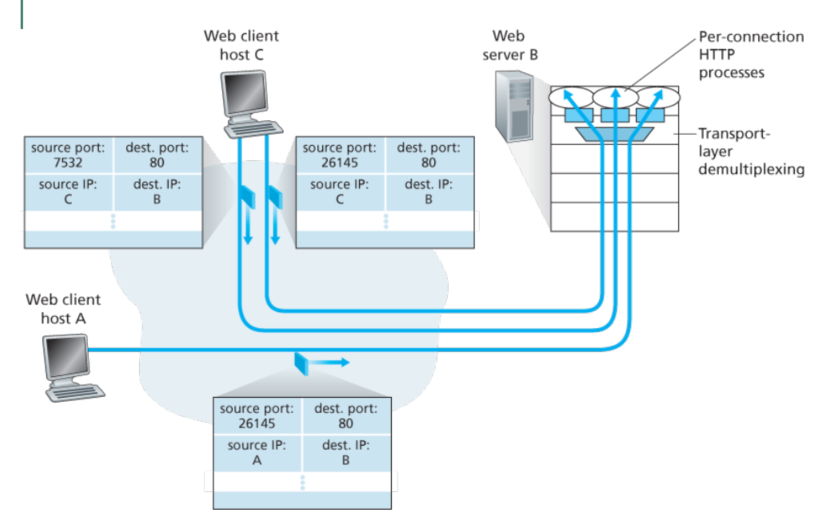 Web client
host C
Web
server B
Per-connection
HTTP
processes
Transport-
layer
demultiplexing
source port:
7532
dest. port:
80
source IP:
C
dest. IP:
B
source port:
26145
dest. port:
80
source IP:
C
dest. IP:
B
Web client
host A
source port:
26145
dest. port:
80
source IP:
A
dest. IP:
B